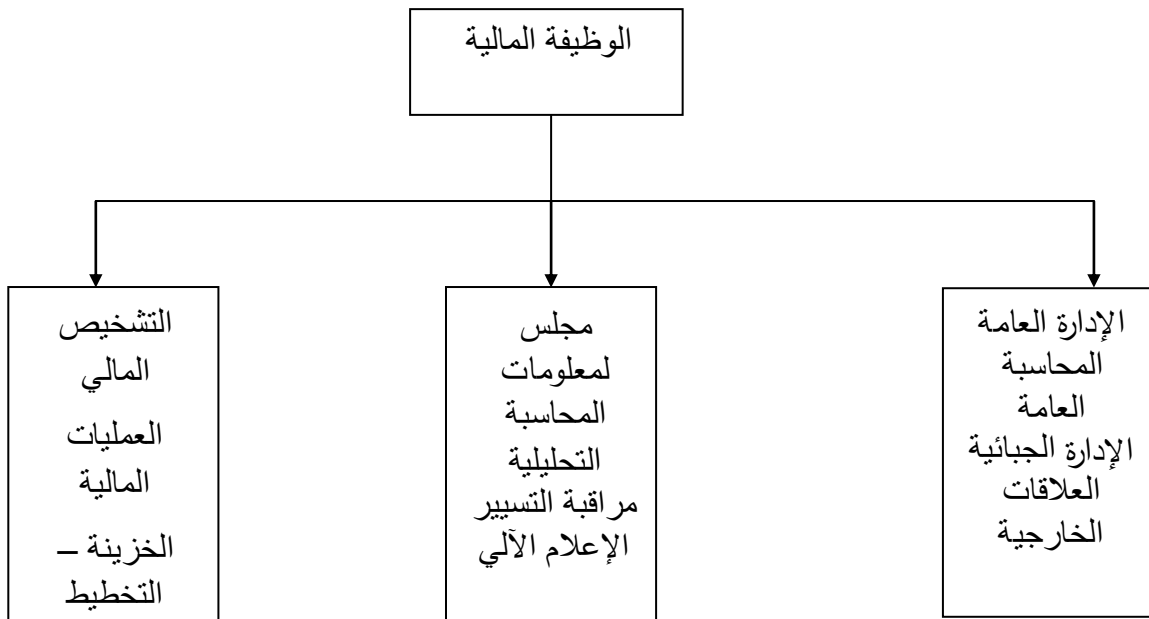 الوظيفة المالية
الإدارة العامة
المحاسبة
العامة
الإدارة الجبائية
العلاقات
الخارجية
مجلس
لمعلومات
المحاسبة
التحليلية
مراقبة التسيير
الإعلام الآلي
التشخيص
المالي
العمليات
المالية
الخزينة –
التخطيط